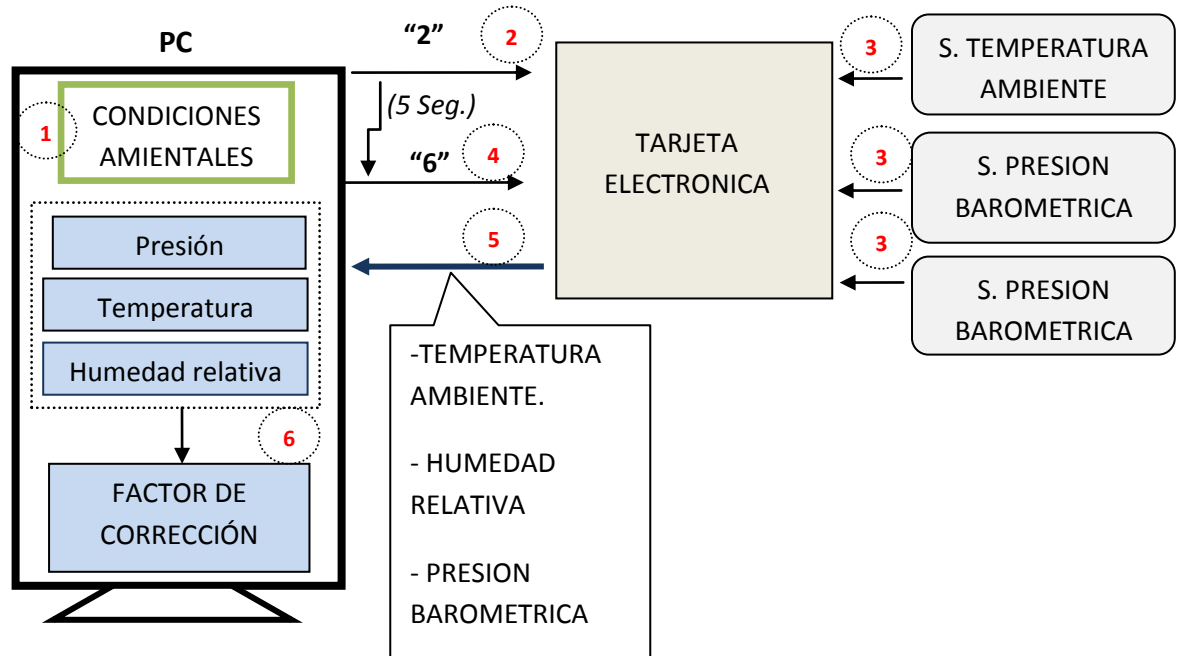 PC
1
CONDICIONES
AMIENTALES
Presión
Temperatura
Humedad relativa
6
FACTOR DE
CORRECCIÓN
“2”
2
(5 Seg.)
“6”
4
5
-TEMPERATURA
AMBIENTE.
- HUMEDAD
RELATIVA
- PRESION
BAROMETRICA
TARJETA
ELECTRONICA
3
S. TEMPERATURA
AMBIENTE
3
S. PRESION
BAROMETRICA
3
S. PRESION
BAROMETRICA